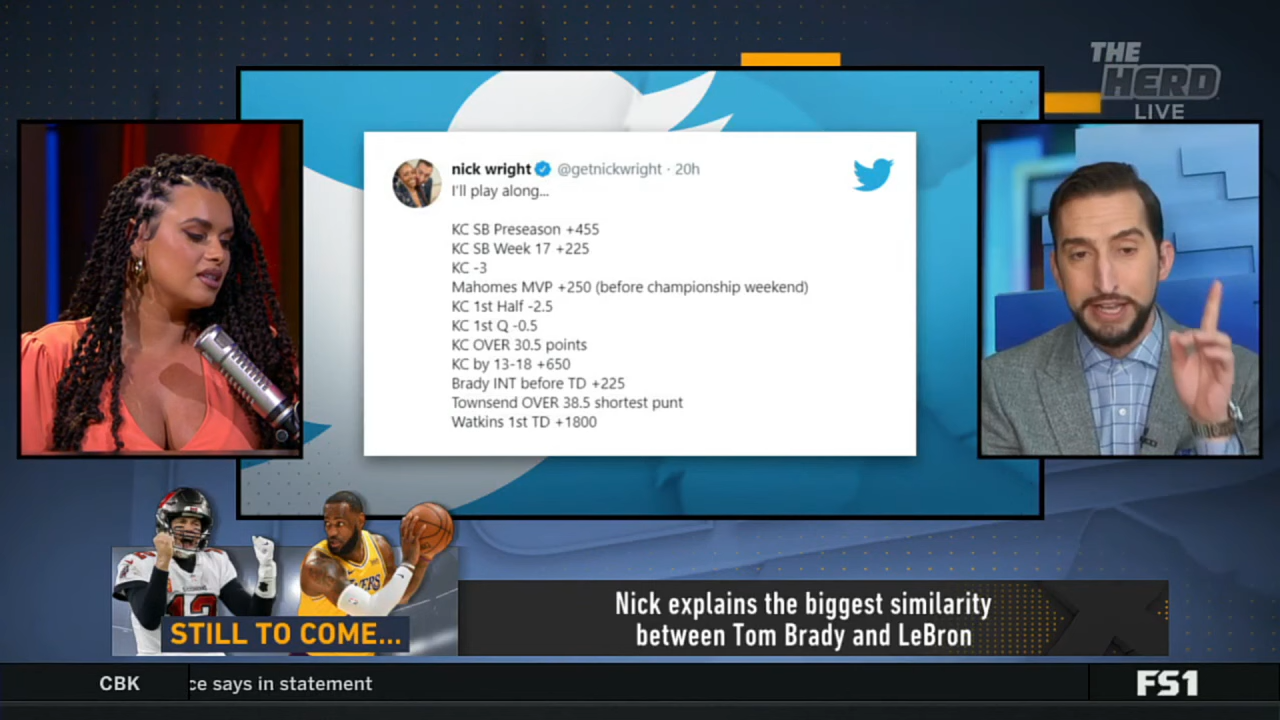 THE
HERD
LIVE
nick wright @getnickwright · 20h
I'll play along...
KC SB Preseason +455
KC SB Week 17 +225
KC -3
Mahomes MVP +250 (before championship weekend)
KC 1st Half -2.5
KC 1st Q -0.5
KC OVER 30.5 points
KC by 13-18 +650
Brady INT before TD +225
Townsend OVER 38.5 shortest punt
Watkins 1st TD +1800
STILL TO COME...
Nick explains the biggest similarity
between Tom Brady and LeBron
CBK
ce says in statement
FS1